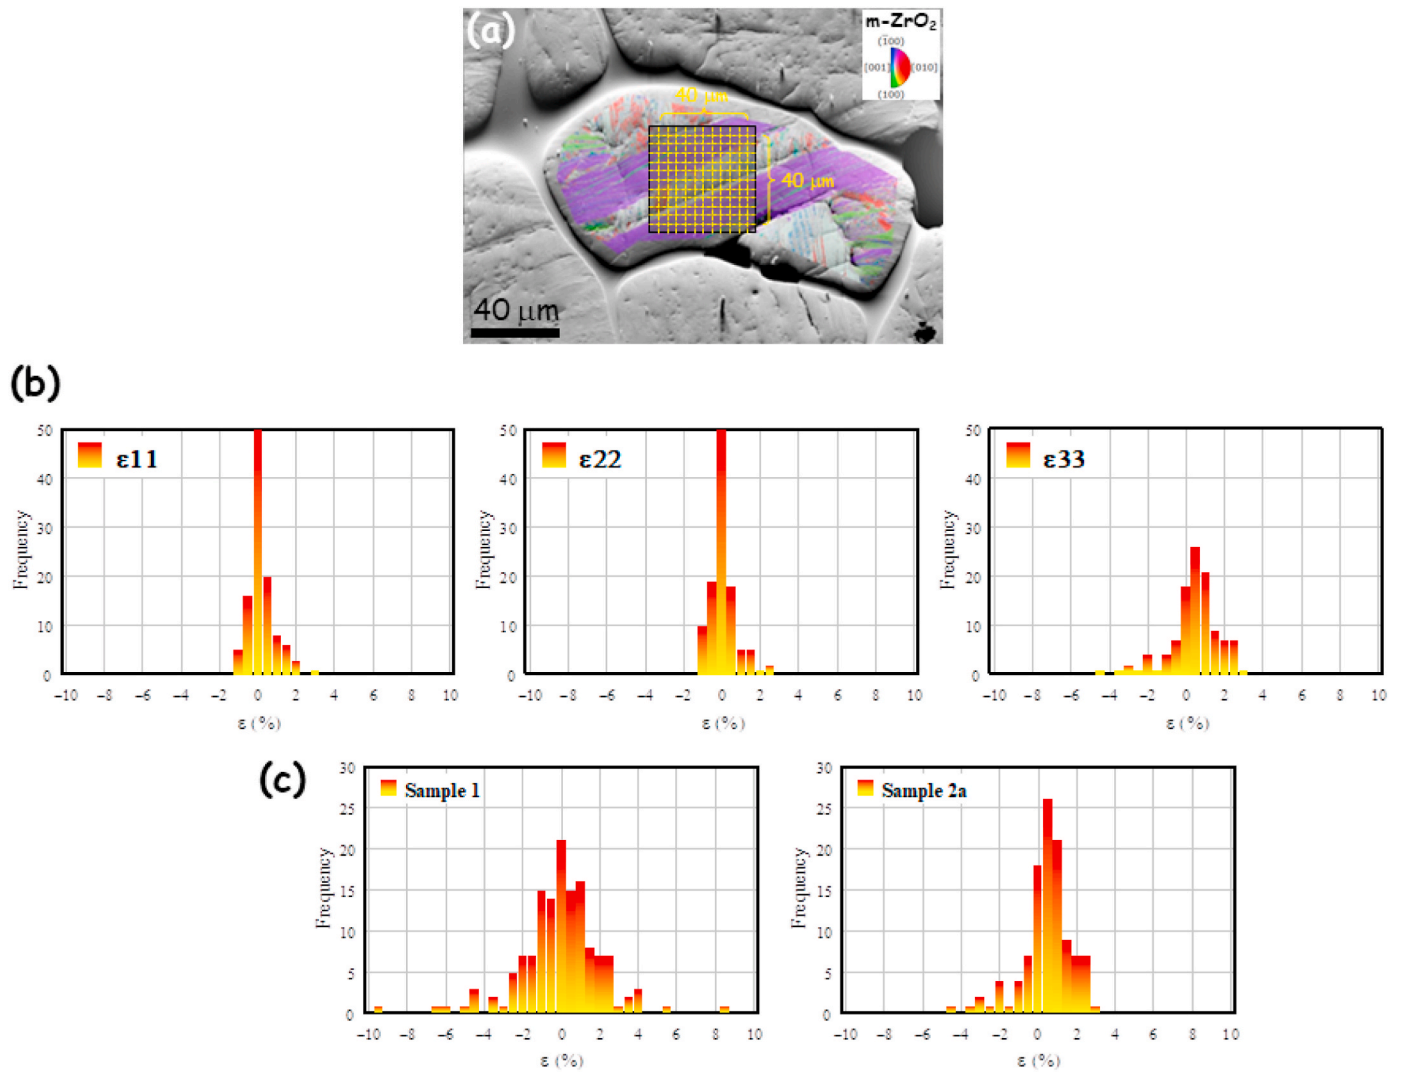 (a)
m-ZrO₂
(1̅00)
[001] [010]
(100)
40 μm
40 μm
40 μm
(b)
50 40 30 20 10 0
Frequency
ε11
−10 −8 −6 −4 −2 0 2 4 6 8 10
ε (%)
50 40 30 20 10 0
Frequency
ε22
−10 −8 −6 −4 −2 0 2 4 6 8 10
ε (%)
50 40 30 20 10 0
Frequency
ε33
−10 −8 −6 −4 −2 0 2 4 6 8 10
ε (%)
(c)
30 25 20 15 10 5 0
Frequency
Sample 1
−10 −8 −6 −4 −2 0 2 4 6 8 10
ε (%)
30 25 20 15 10 5 0
Frequency
Sample 2a
−10 −8 −6 −4 −2 0 2 4 6 8 10
ε (%)